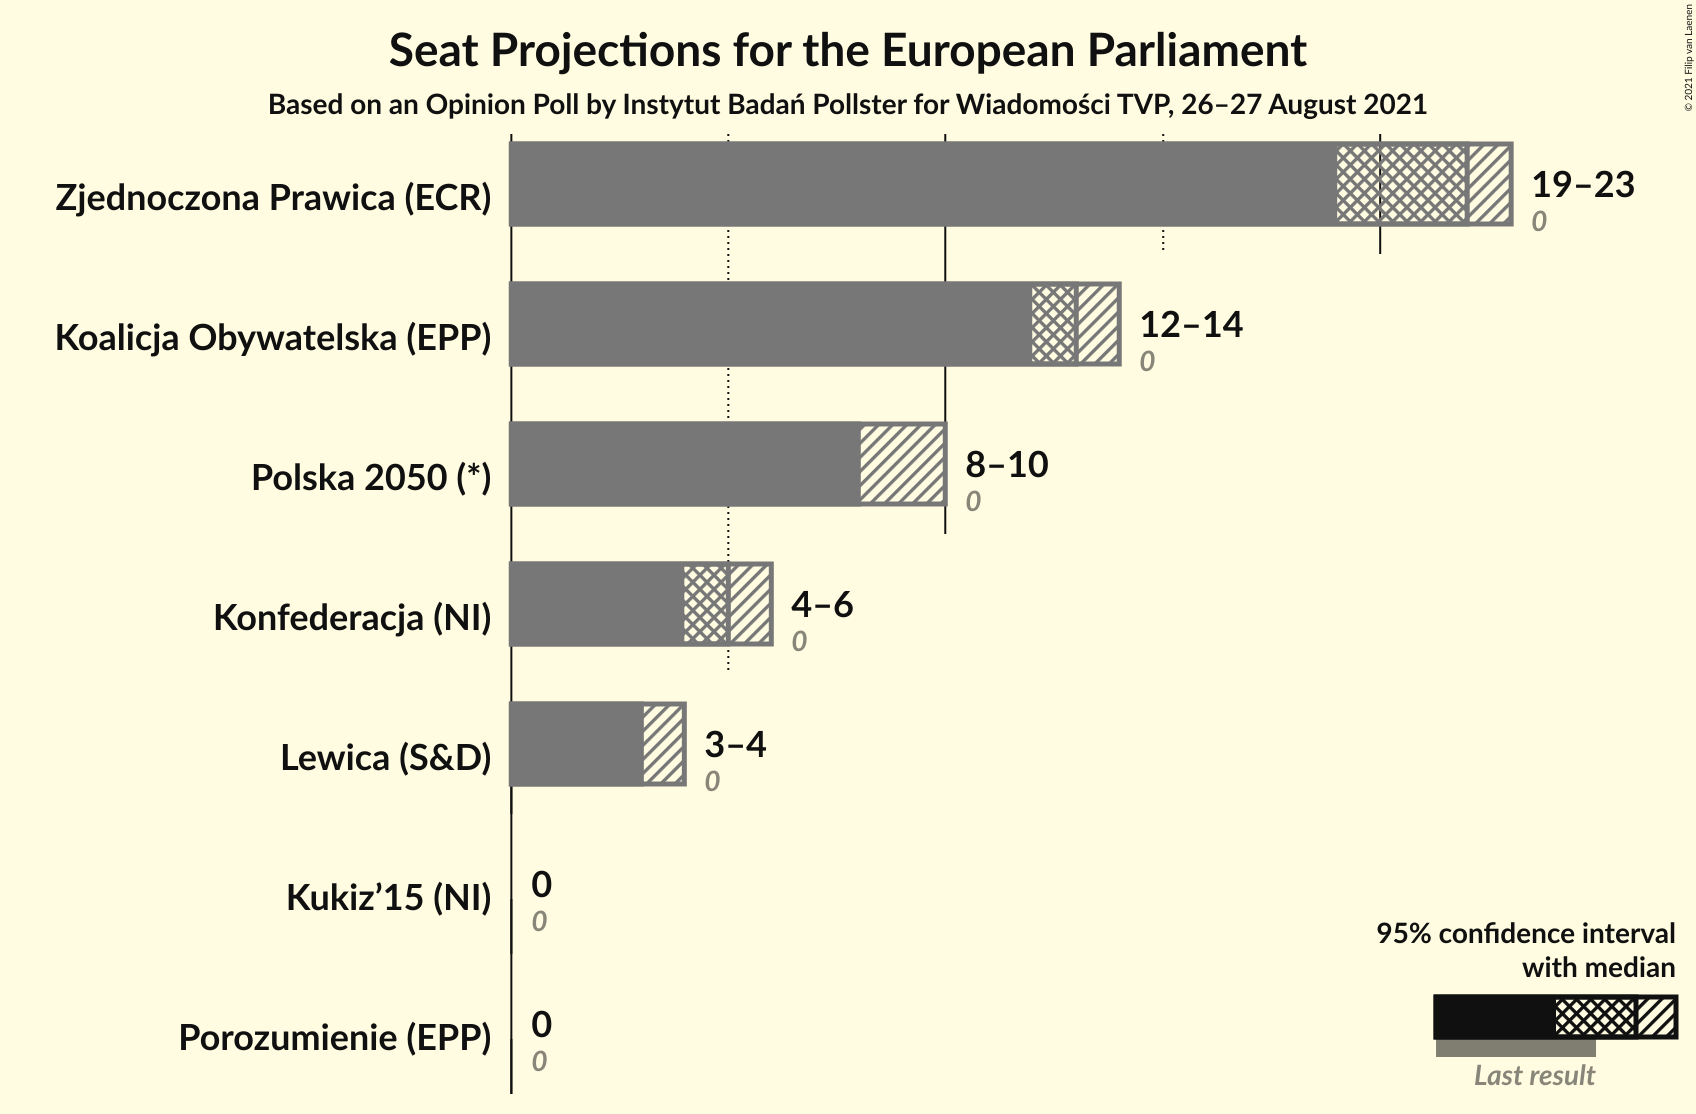 Seat Projections for the European Parliament
Based on an Opinion Poll by Instytut Badań Pollster for Wiadomości TVP, 26–27 August 2021
© 2021 Filip van Laenen
Zjednoczona Prawica (ECR)
19–23
0
Koalicja Obywatelska (EPP)
12–14
0
Polska 2050 (*)
8–10
0
Konfederacja (NI)
4–6
0
Lewica (S&D)
3–4
0
Kukiz’15 (NI)
0
0
Porozumienie (EPP)
0
0
95% confidence interval
with median
Last result